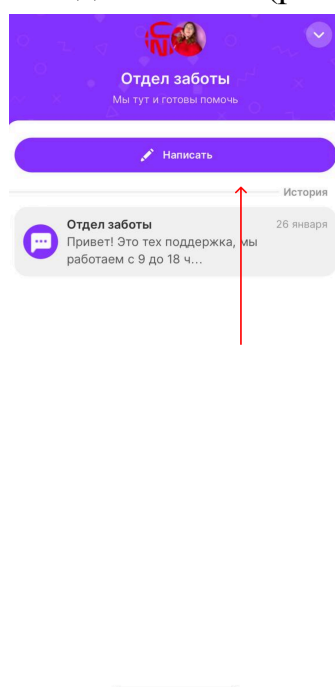 Отдел заботы
Мы тут и готовы помочь
Написать
История
Отдел заботы 26 января
Привет! Это тех поддержка, мы
работаем с 9 до 18 ч...